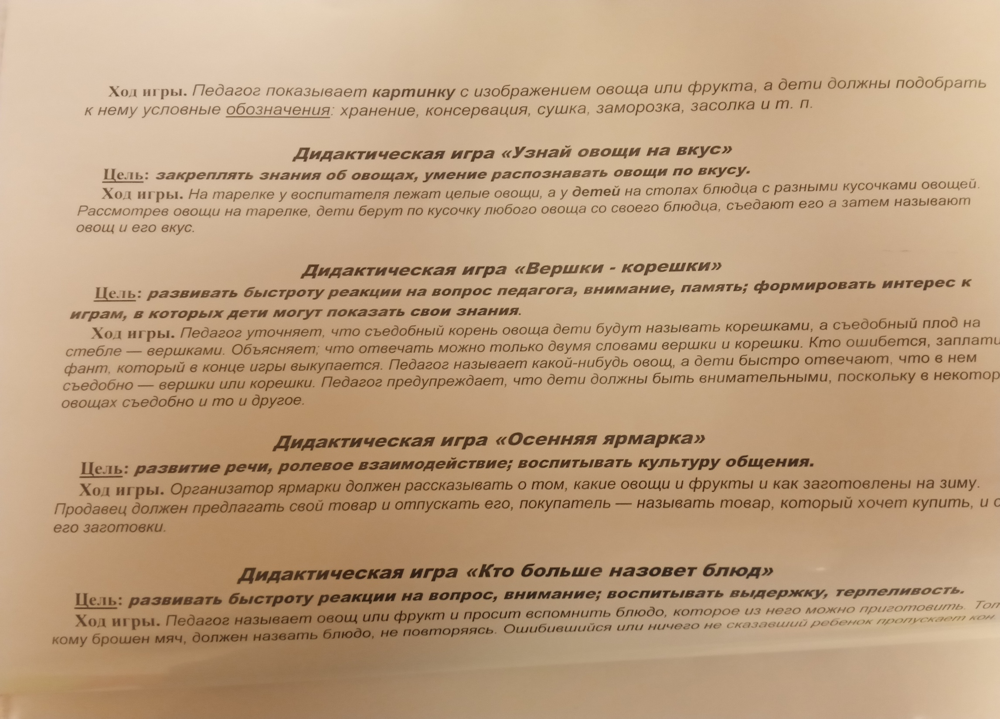 Ход игры. Педагог показывает картинку с изображением овоща или фрукта, а дети должны подобрать
к нему условные обозначения: хранение, консервация, сушка, заморозка, засолка и т. п.
Дидактическая игра «Узнай овощи на вкус»
Цель: закреплять знания об овощах, умение распознавать овощи по вкусу.
Ход игры. На тарелке у воспитателя лежат целые овощи, а у детей на столах блюдца с разными кусочками овощей.
Рассмотрев овощи на тарелке, дети берут по кусочку любого овоща со своего блюдца, съедают его а затем называют
овощ и его вкус.
Дидактическая игра «Вершки - корешки»
Цель: развивать быстроту реакции на вопрос педагога, внимание, память; формировать интерес к
играм, в которых дети могут показать свои знания.
Ход игры. Педагог уточняет, что съедобный корень овоща дети будут называть корешками, а съедобный плод на
стебле — вершками. Объясняет; что отвечать можно только двумя словами вершки и корешки. Кто ошибется,
фант, который в конце игры выкупается. Педагог называет какой-нибудь овощ, а дети быстро отвечают, что в нем
съедобно — вершки или корешки. Педагог предупреждает, что дети должны быть внимательными, поскольку в
овощах съедобно и то и другое.
Дидактическая игра «Осенняя ярмарка»
Цель: развитие речи, ролевое взаимодействие; воспитывать культуру общения.
Ход игры. Организатор ярмарки должен рассказывать о том, какие овощи и фрукты и как заготовлены на зиму.
Продавец должен предлагать свой товар и отпускать его, покупатель — называть товар, который хочет купить, и
его заготовки.
Дидактическая игра «Кто больше назовет блюд»
Цель: развивать быстроту реакции на вопрос, внимание; воспитывать выдержку, терпеливость.
Ход игры. Педагог называет овощ или фрукт и просит вспомнить блюдо, которое из него можно приготовить.
кому брошен мяч, должен назвать блюдо, не повторяясь. Ошибившийся или ничего не сказавший ребенок пропускает кон.